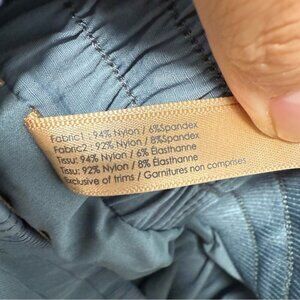 Fabric1 : 94% Nylon / 6%Spandex
Fabric2 : 92% Nylon / 8%Spandex
Tissu: 94% Nylon / 6% Élasthanne
Tissu: 92% Nylon / 8% Élasthanne
Exclusive of trims / Garnitures non comprises